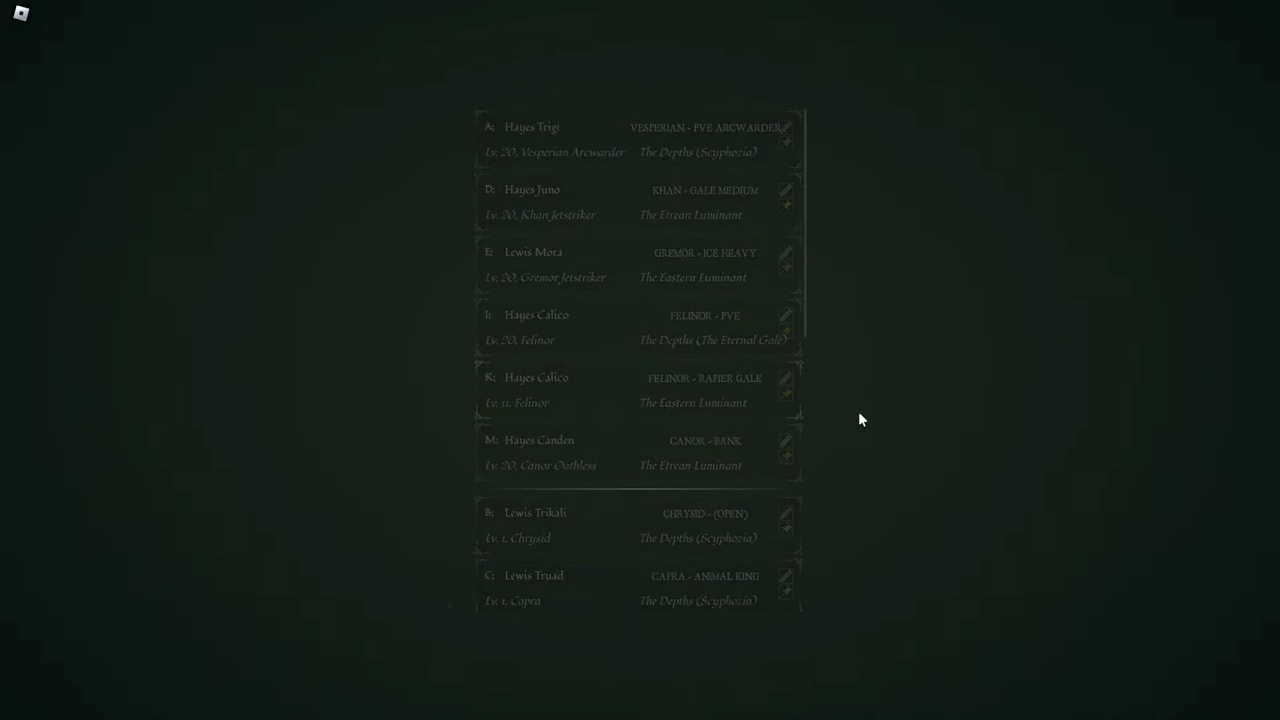 A: Hayes Trigi VESPERIAN - PVE ARCWARDER
Lv. 20, Vesperian Arcwarder The Depths (Scyphozia)
D: Hayes Juno KHAN - GALE MEDIUM
Lv. 20, Khan Jetstriker The Etrean Luminant
E: Lewis Mora GREMOR - ICE HEAVY
Lv. 20, Gremor Jetstriker The Eastern Luminant
I: Hayes Calico FELINOR - PVE
Lv. 20, Felinor The Depths (The Eternal Gale)
K: Hayes Calico FELINOR - RAPIER GALE
Lv. 11, Felinor The Eastern Luminant
M: Hayes Canden CANOR - BANK
Lv. 20, Canor Oathless The Etrean Luminant
B: Lewis Trikali CHRYSID - (OPEN)
Lv. 1, Chrysid The Depths (Scyphozia)
C: Lewis Truad CAPRA - ANIMAL KING
Lv. 1, Capra The Depths (Scyphozia)